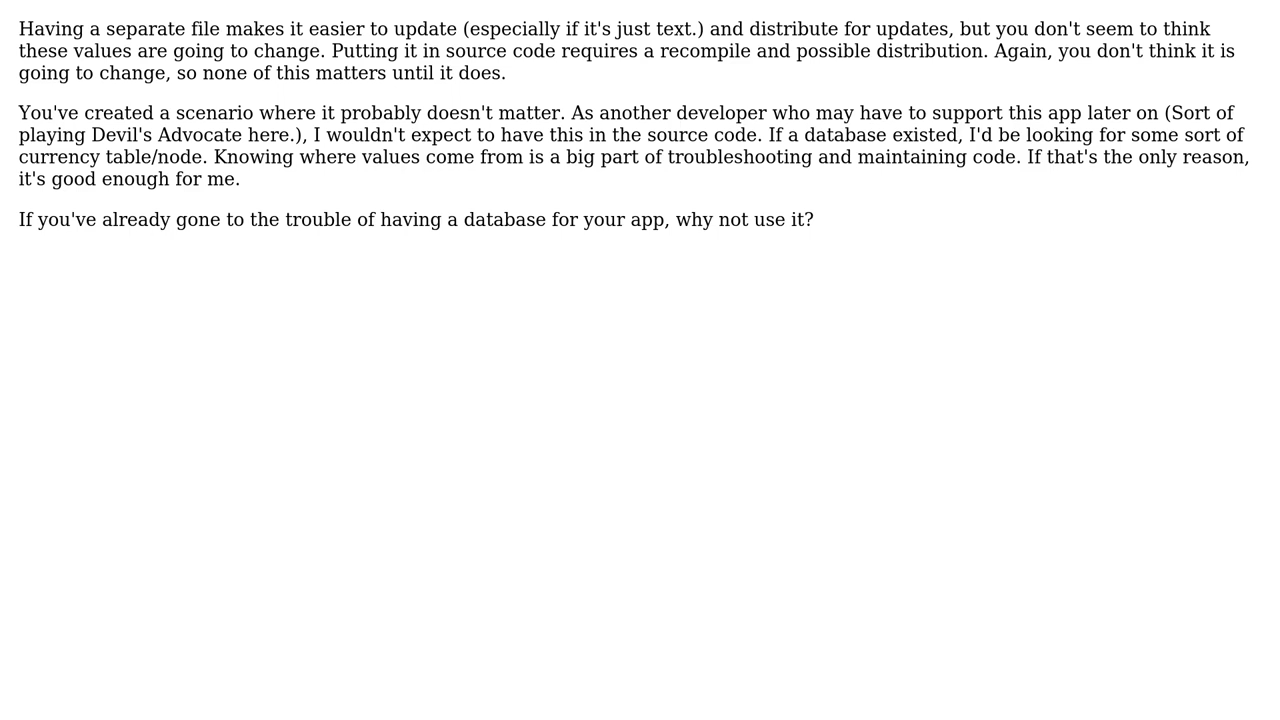 Having a separate file makes it easier to update (especially if it's just text.) and distribute for updates, but you don't seem to think
these values are going to change. Putting it in source code requires a recompile and possible distribution. Again, you don't think it is
going to change, so none of this matters until it does.
You've created a scenario where it probably doesn't matter. As another developer who may have to support this app later on (Sort of
playing Devil's Advocate here.), I wouldn't expect to have this in the source code. If a database existed, I'd be looking for some sort of
currency table/node. Knowing where values come from is a big part of troubleshooting and maintaining code. If that's the only reason,
it's good enough for me.
If you've already gone to the trouble of having a database for your app, why not use it?